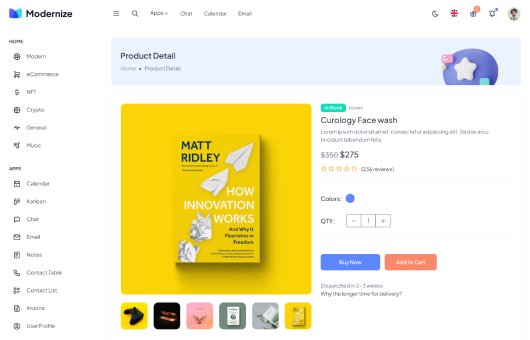 Modernize
Apps
Chat
Calendar
Email
HOME
Modern
eCommerce
NFT
Crypto
General
Music
APPS
Calendar
Kanban
Chat
Email
Notes
Contact Table
Contact List
Invoice
User Profile
Product Detail
Home • Product Detail
MATT
RIDLEY
HOW
INNOVATION
WORKS
And Why It
Flourishes in
Freedom
In Stock books
Curology Face wash
Lorem ipsum dolor sit amet, consectetur adipiscing elit. Sed ex arcu,
tincidunt bibendum felis.
$350 $275
(236 reviews)
Colors:
QTY: − 1 +
Buy Now
Add to Cart
Dispatched in 2-3 weeks
Why the longer time for delivery?